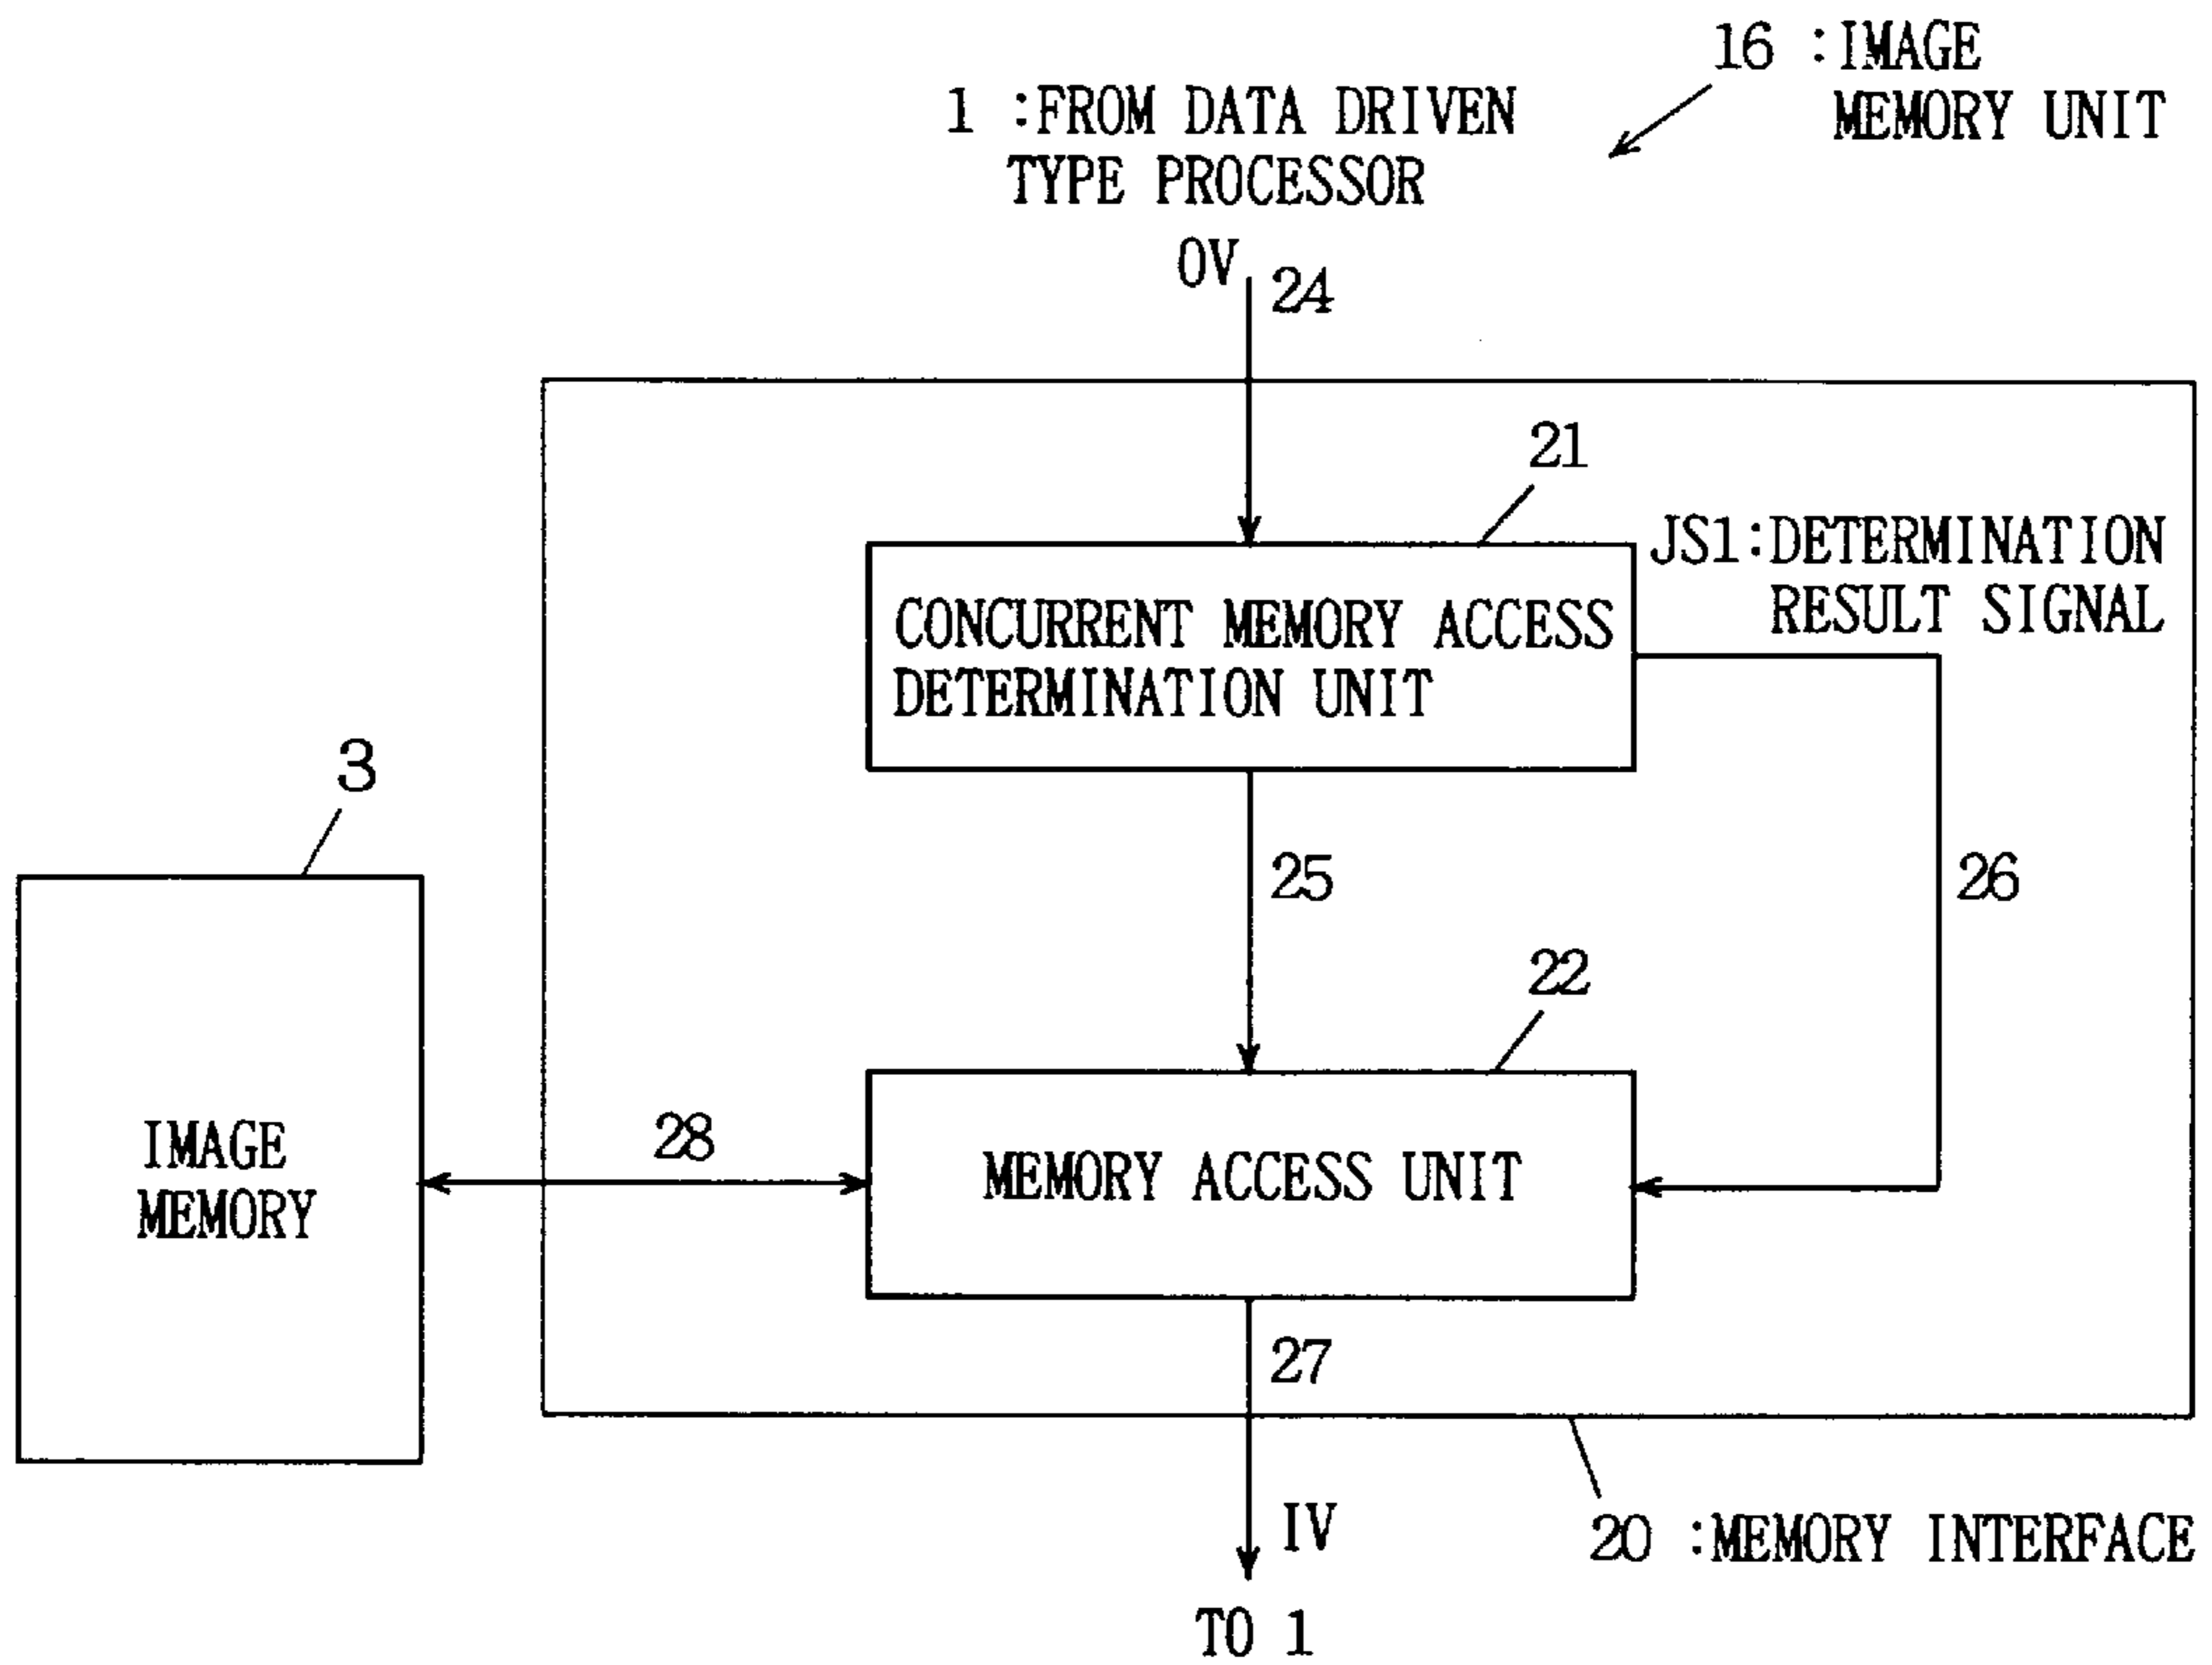 16 :IMAGE
MEMORY UNIT
1 :FROM DATA DRIVEN
TYPE PROCESSOR
OV
24
21
JS1:DETERMINATION
RESULT SIGNAL
CONCURRENT MEMORY ACCESS
DETERMINATION UNIT
3
25
26
22
IMAGE
MEMORY
28
MEMORY ACCESS UNIT
27
IV
20 :MEMORY INTERFACE
TO 1